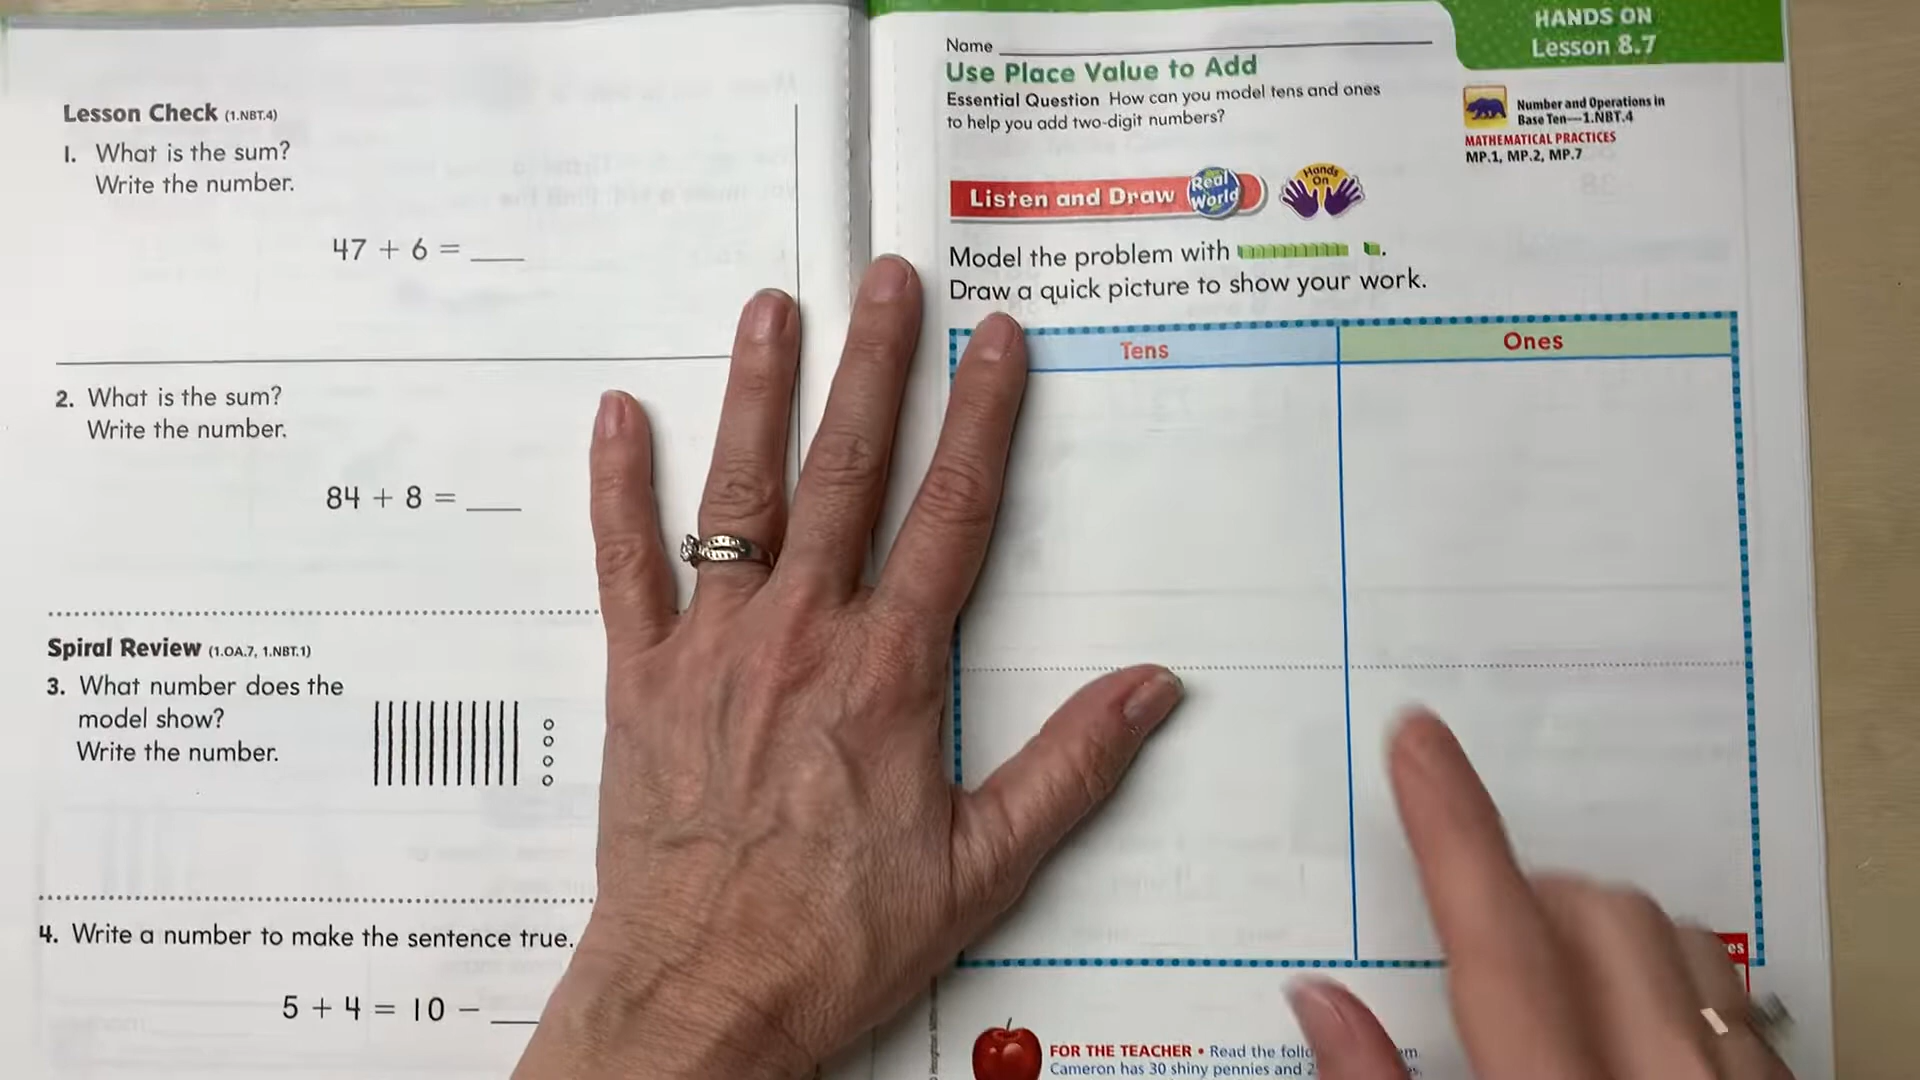 Lesson Check (1.NBT.4)
1. What is the sum?
Write the number.
47 + 6 = ___
2. What is the sum?
Write the number.
84 + 8 = ___
Spiral Review (1.OA.7, 1.NBT.1)
3. What number does the
model show?
Write the number.
4. Write a number to make the sentence true.
5 + 4 = 10 − ___
HANDS ON
Lesson 8.7
Name
Use Place Value to Add
Essential Question How can you model tens and ones
to help you add two-digit numbers?
Number and Operations in
Base Ten—1.NBT.4
MATHEMATICAL PRACTICES
MP.1, MP.2, MP.7
Listen and Draw Real World
Hands On
Model the problem with .
Draw a quick picture to show your work.
Tens
Ones
FOR THE TEACHER • Read the
Cameron has 30 shiny pennies and